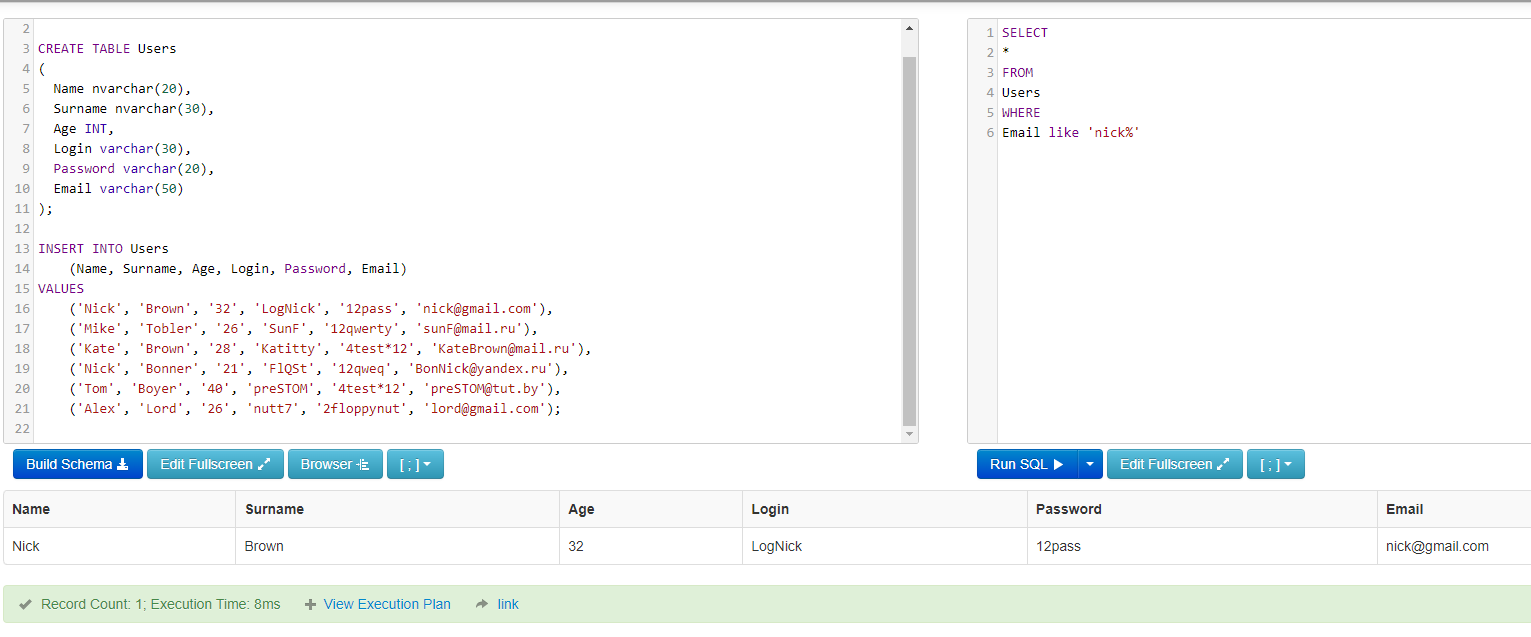 2
3 CREATE TABLE Users
4 (
5 Name nvarchar(20),
6 Surname nvarchar(30),
7 Age INT,
8 Login varchar(30),
9 Password varchar(20),
10 Email varchar(50)
11 );
12
13 INSERT INTO Users
14 (Name, Surname, Age, Login, Password, Email)
15 VALUES
16 ('Nick', 'Brown', '32', 'LogNick', '12pass', 'nick@gmail.com'),
17 ('Mike', 'Tobler', '26', 'SunF', '12qwerty', 'sunF@mail.ru'),
18 ('Kate', 'Brown', '28', 'Katitty', '4test*12', 'KateBrown@mail.ru'),
19 ('Nick', 'Bonner', '21', 'FlQSt', '12qweq', 'BonNick@yandex.ru'),
20 ('Tom', 'Boyer', '40', 'preSTOM', '4test*12', 'preSTOM@tut.by'),
21 ('Alex', 'Lord', '26', 'nutt7', '2floppynut', 'lord@gmail.com');
22
1 SELECT
2 *
3 FROM
4 Users
5 WHERE
6 Email like 'nick%'
Build Schema Edit Fullscreen Browser [ ; ]
Run SQL Edit Fullscreen [ ; ]
Name Surname Age Login Password Email
Nick Brown 32 LogNick 12pass nick@gmail.com
Record Count: 1; Execution Time: 8ms View Execution Plan link